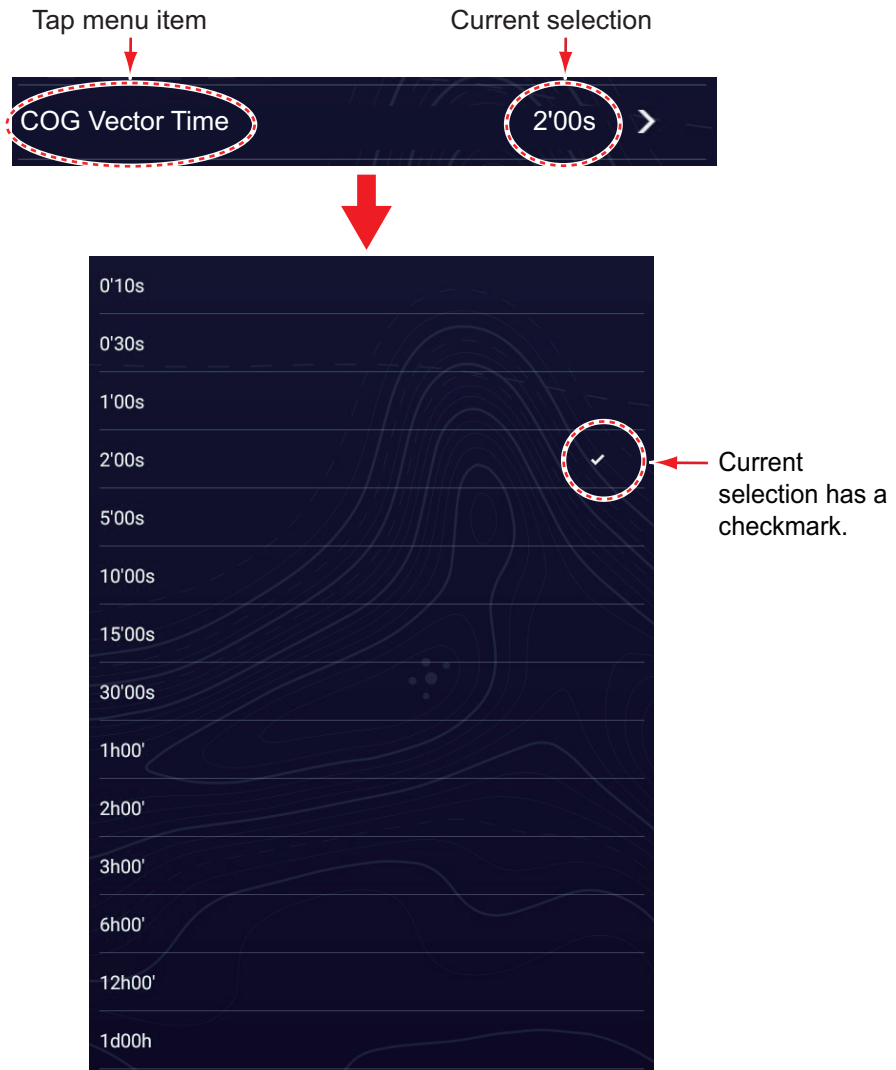 Tap menu item
Current selection
COG Vector Time
2'00s
0'10s
0'30s
1'00s
2'00s
5'00s
10'00s
15'00s
30'00s
1h00'
2h00'
3h00'
6h00'
12h00'
1d00h
Current
selection has a
checkmark.